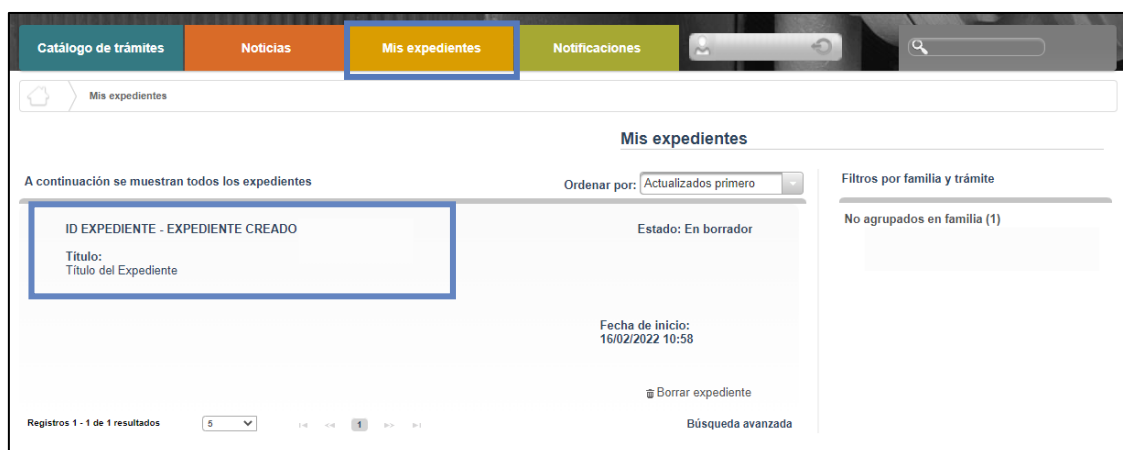 Catálogo de trámites
Noticias
Mis expedientes
Notificaciones
Mis expedientes
Mis expedientes
A continuación se muestran todos los expedientes
Ordenar por: Actualizados primero
Filtros por familia y trámite
ID EXPEDIENTE - EXPEDIENTE CREADO
Estado: En borrador
No agrupados en familia (1)
Título:
Título del Expediente
Fecha de inicio:
16/02/2022 10:58
Borrar expediente
Registros 1 - 1 de 1 resultados
5
1
Búsqueda avanzada